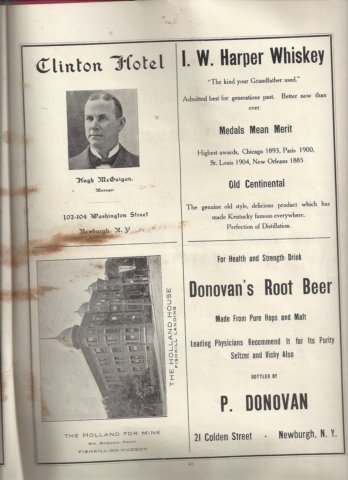 Clinton Hotel
Hugh McGuigan,
Manager
102-104 Washington Street
Newburgh, N. Y
THE HOLLAND HOUSE
FISHKILL LANDING
THE HOLLAND FOR MINE
Prop.
FISHKILL-ON-HUDSON
I. W. Harper Whiskey
"The kind your Grandfather used."
Admitted best for generations past. Better now than
ever.
Medals Mean Merit
Highest awards, Chicago 1893, Paris 1900,
St. Louis 1904, New Orleans 1885
Old Continental
The genuine old style, delicious product which has
made Kentucky famous everywhere.
Perfection of Distillation.
For Health and Strength Drink
Donovan's Root Beer
Made From Pure Hops and Malt
Leading Physicians Recommend It for Its Purity
Seltzer and Vichy Also
BOTTLED BY
P. DONOVAN
21 Colden Street - Newburgh, N. Y.